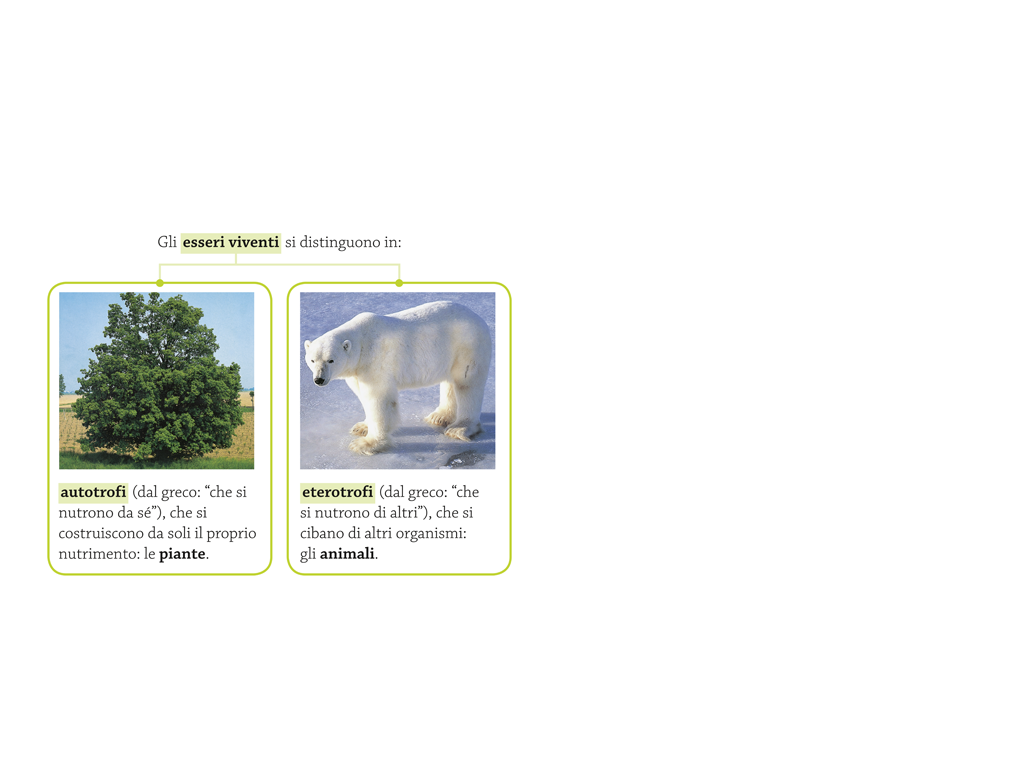 Gli esseri viventi si distinguono in:
autotrofi (dal greco: “che si
nutrono da sé”), che si
costruiscono da soli il proprio
nutrimento: le piante.
eterotrofi (dal greco: “che
si nutrono di altri”), che si
cibano di altri organismi:
gli animali.